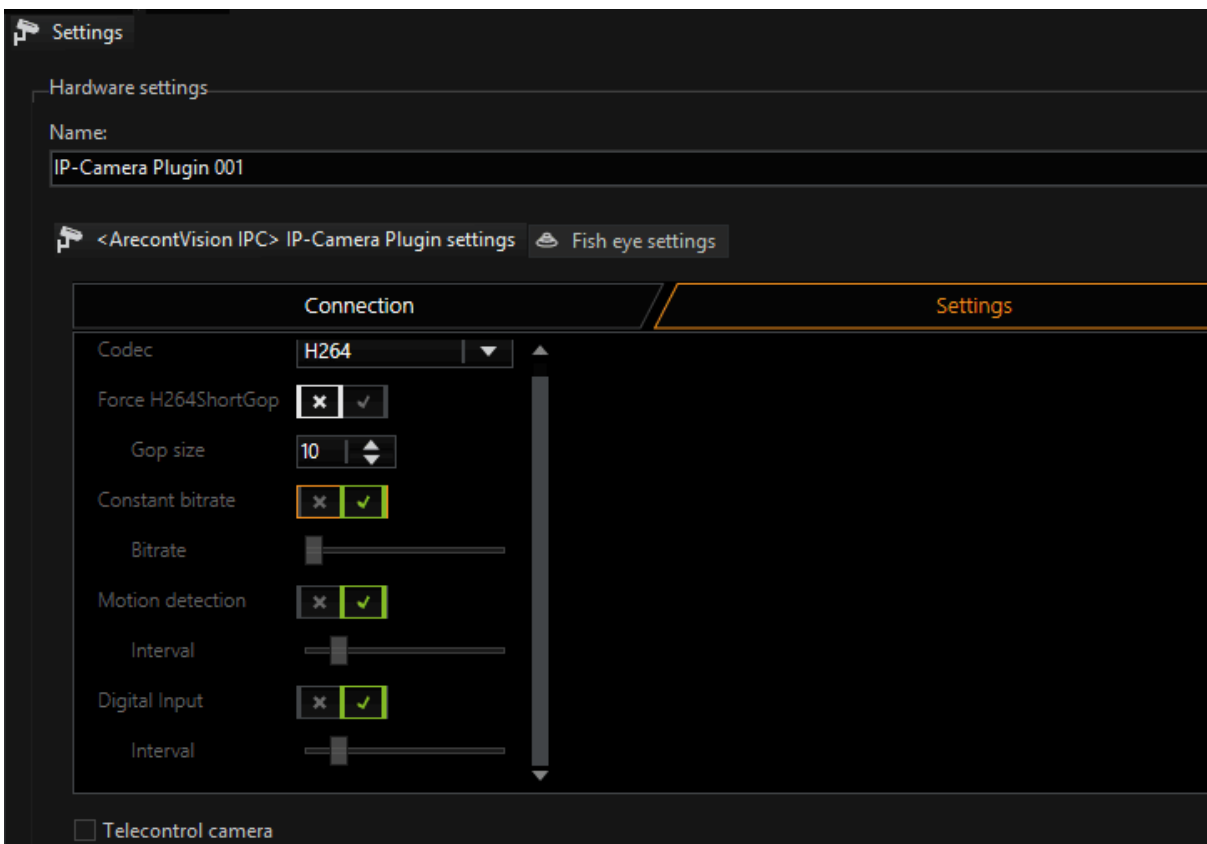 Settings
Hardware settings
Name:
IP-Camera Plugin 001
<ArecontVision IPC> IP-Camera Plugin settings Fish eye settings
Connection Settings
Codec H264
Force H264ShortGop
Gop size 10
Constant bitrate
Bitrate
Motion detection
Interval
Digital Input
Interval
Telecontrol camera